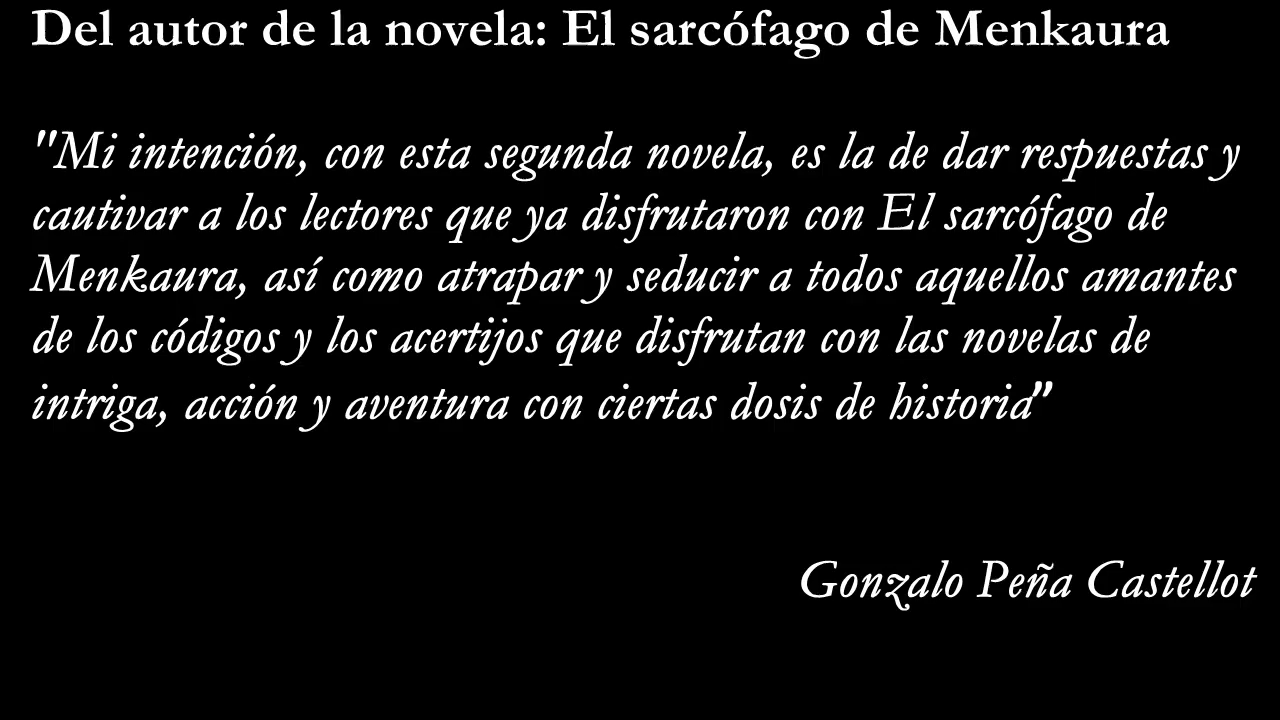 Del autor de la novela: El sarcófago de Menkaura
"Mi intención, con esta segunda novela, es la de dar respuestas y
cautivar a los lectores que ya disfrutaron con El sarcófago de
Menkaura, así como atrapar y seducir a todos aquellos amantes
de los códigos y los acertijos que disfrutan con las novelas de
intriga, acción y aventura con ciertas dosis de historia"
Gonzalo Peña Castellot